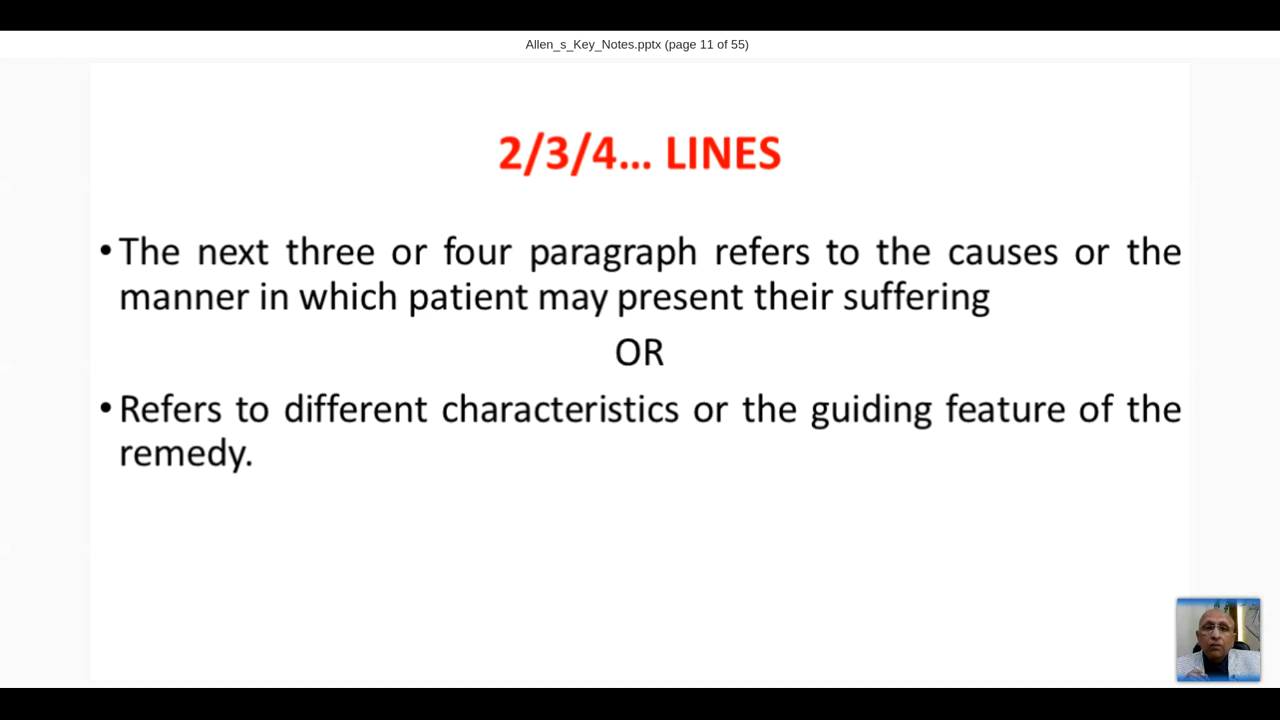 Allen_s_Key_Notes.pptx (page 11 of 55)
2/3/4... LINES
• The next three or four paragraph refers to the causes or the
manner in which patient may present their suffering
OR
• Refers to different characteristics or the guiding feature of the
remedy.